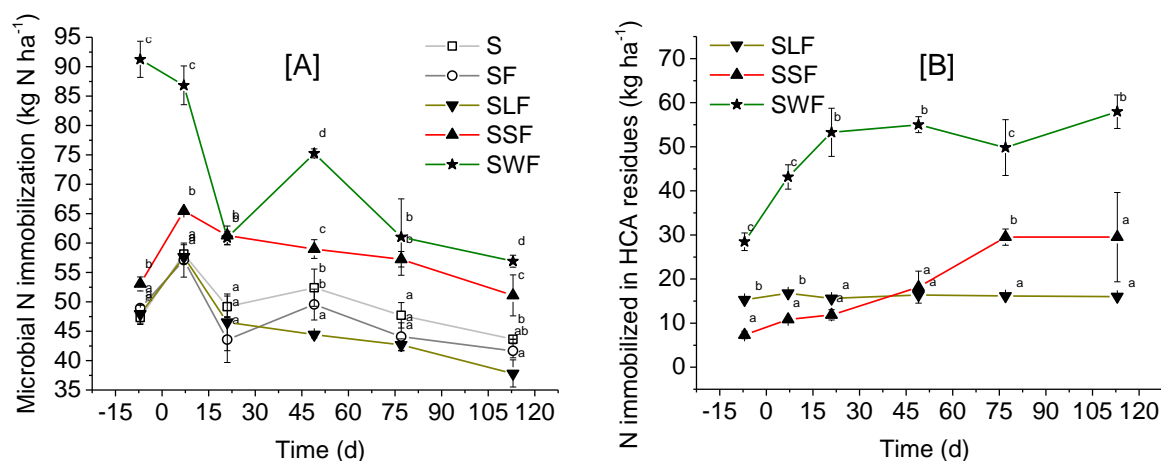 [A]
Microbial N immobilization (kg N ha⁻¹)
95
90
85
80
75
70
65
60
55
50
45
40
35
-15 0 15 30 45 60 75 90 105 120
Time (d)
S
SF
SLF
SSF
SWF
c
c
b
d
b
d
b
b
b
c
b
c
a
a
a
a
a
a
a
a
a
b
a
a
a
b
ab
a
[B]
N immobilized in HCA residues (kg ha⁻¹)
70
60
50
40
30
20
10
0
-15 0 15 30 45 60 75 90 105 120
Time (d)
SLF
SSF
SWF
c
c
b
b
c
b
b
b
a
a
b
a
a
a
a
a
a
a